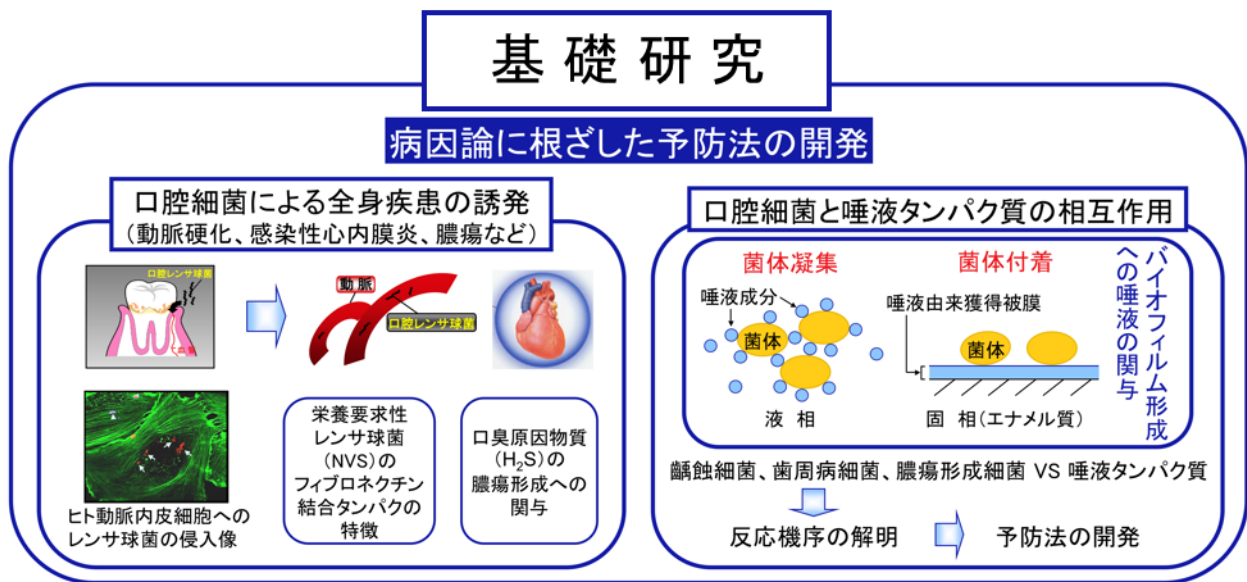 基礎研究
病因論に根ざした予防法の開発
口腔細菌による全身疾患の誘発
(動脈硬化、感染性心内膜炎、膿瘍など)
口腔レンサ球菌
動脈
口腔レンサ球菌
ヒト動脈内皮細胞への
レンサ球菌の侵入像
栄養要求性
レンサ球菌
(NVS)の
フィブロネクチン
結合タンパクの
特徴
口臭原因物質
(H₂S)の
膿瘍形成への
関与
口腔細菌と唾液タンパク質の相互作用
菌体凝集
唾液成分
菌体
液 相
菌体付着
唾液由来獲得被膜
菌体
固 相(エナメル質)
バイオフィルム形成
への唾液の関与
齲蝕細菌、歯周病細菌、膿瘍形成細菌 VS 唾液タンパク質
反応機序の解明
予防法の開発